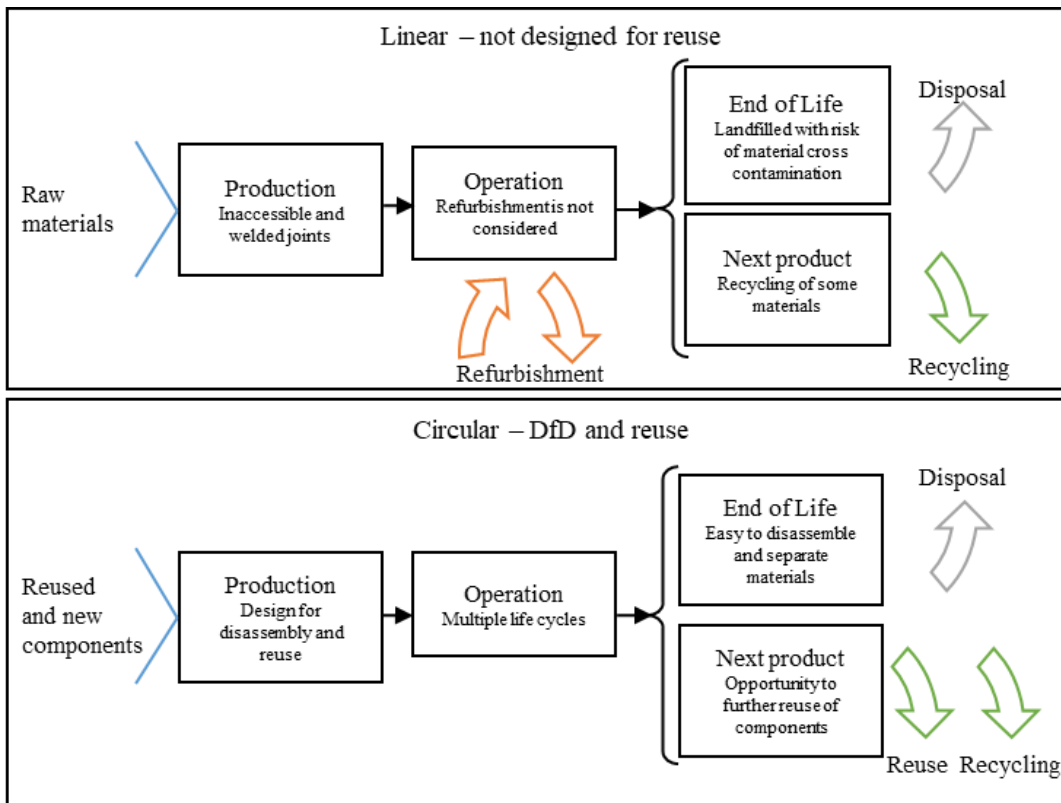 Linear – not designed for reuse
Raw
materials
Production
Inaccessible and
welded joints
Operation
Refurbishment is not
considered
Refurbishment
End of Life
Landfilled with risk
of material cross
contamination
Next product
Recycling of some
materials
Disposal
Recycling
Circular – DfD and reuse
Reused
and new
components
Production
Design for
disassembly and
reuse
Operation
Multiple life cycles
End of Life
Easy to disassemble
and separate
materials
Next product
Opportunity to
further reuse of
components
Disposal
Reuse
Recycling